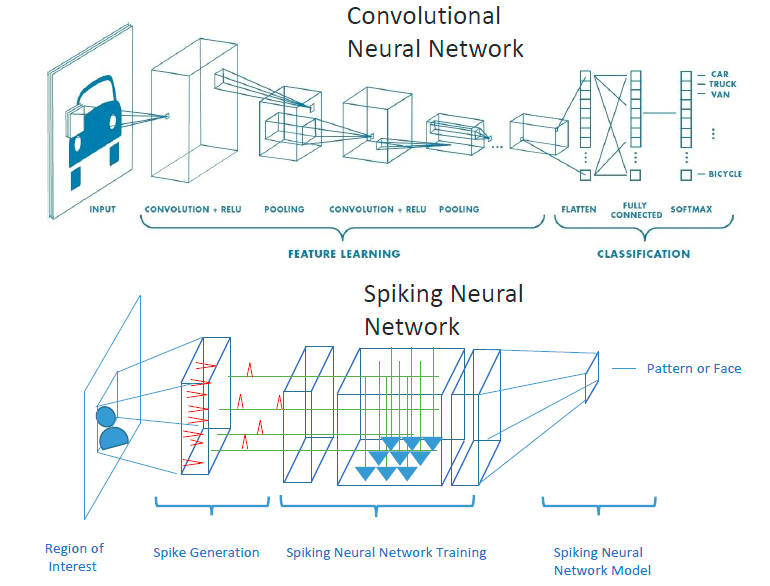 Convolutional
Neural Network
CAR
TRUCK
VAN
BICYCLE
INPUT
CONVOLUTION + RELU
POOLING
CONVOLUTION + RELU
POOLING
FLATTEN
FULLY
CONNECTED
SOFTMAX
FEATURE LEARNING
CLASSIFICATION
Spiking Neural
Network
Pattern or Face
Region of
Interest
Spike Generation
Spiking Neural Network Training
Spiking Neural
Network Model